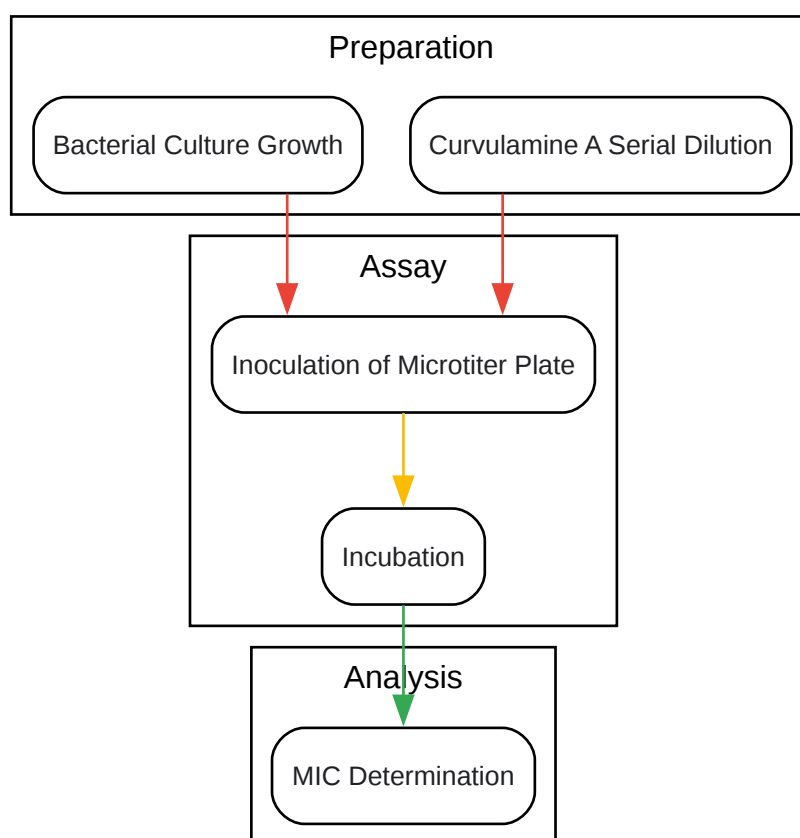 Preparation
Bacterial Culture Growth
Curvulamine A Serial Dilution
Assay
Inoculation of Microtiter Plate
Incubation
Analysis
MIC Determination